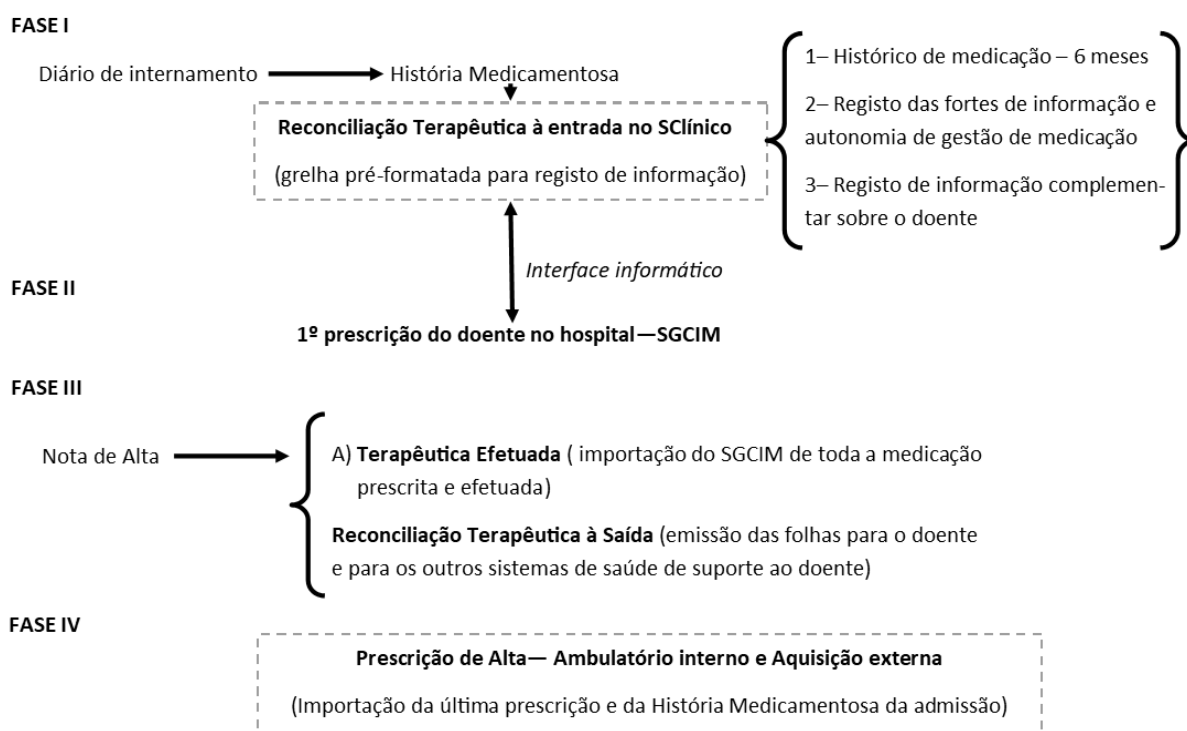 FASE I
Diário de internamento
História Medicamentosa
Reconciliação Terapêutica à entrada no SClínico
(grelha pré-formatada para registo de informação)
1– Histórico de medicação – 6 meses
2– Registo das fortes de informação e
autonomia de gestão de medicação
3– Registo de informação complemen-
tar sobre o doente
Interface informático
FASE II
1º prescrição do doente no hospital—SGCIM
FASE III
Nota de Alta
A) Terapêutica Efetuada ( importação do SGCIM de toda a medicação
prescrita e efetuada)
Reconciliação Terapêutica à Saída (emissão das folhas para o doente
e para os outros sistemas de saúde de suporte ao doente)
FASE IV
Prescrição de Alta— Ambulatório interno e Aquisição externa
(Importação da última prescrição e da História Medicamentosa da admissão)